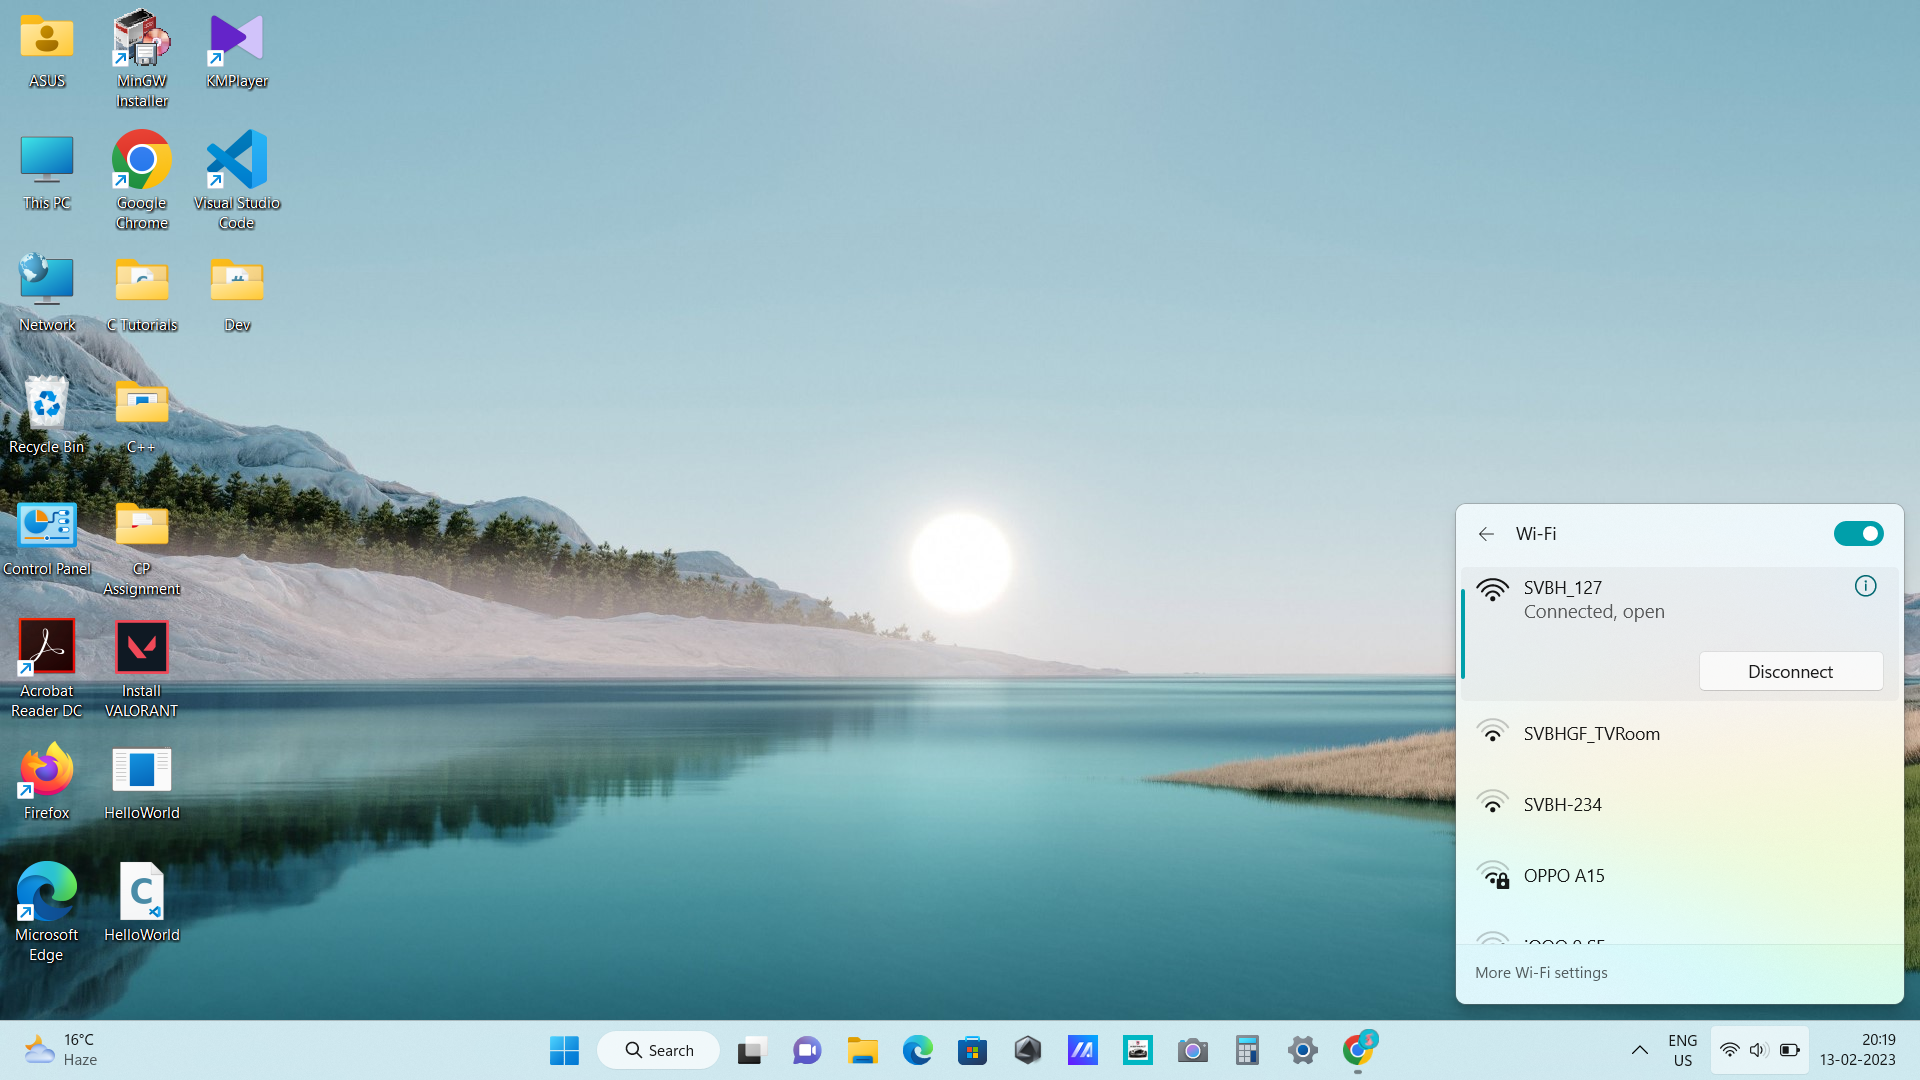 ASUS
MinGW
Installer
KMPlayer
This PC
Google
Chrome
Visual Studio
Code
Network
C Tutorials
Dev
Recycle Bin
C++
Control Panel
CP
Assignment
Acrobat
Reader DC
Install
VALORANT
Firefox
HelloWorld
Microsoft
Edge
C
HelloWorld
Wi-Fi
SVBH_127
Connected, open
Disconnect
SVBHGF_TVRoom
SVBH-234
OPPO A15
More Wi-Fi settings
16°C
Haze
Search
ENG
US
20:19
13-02-2023